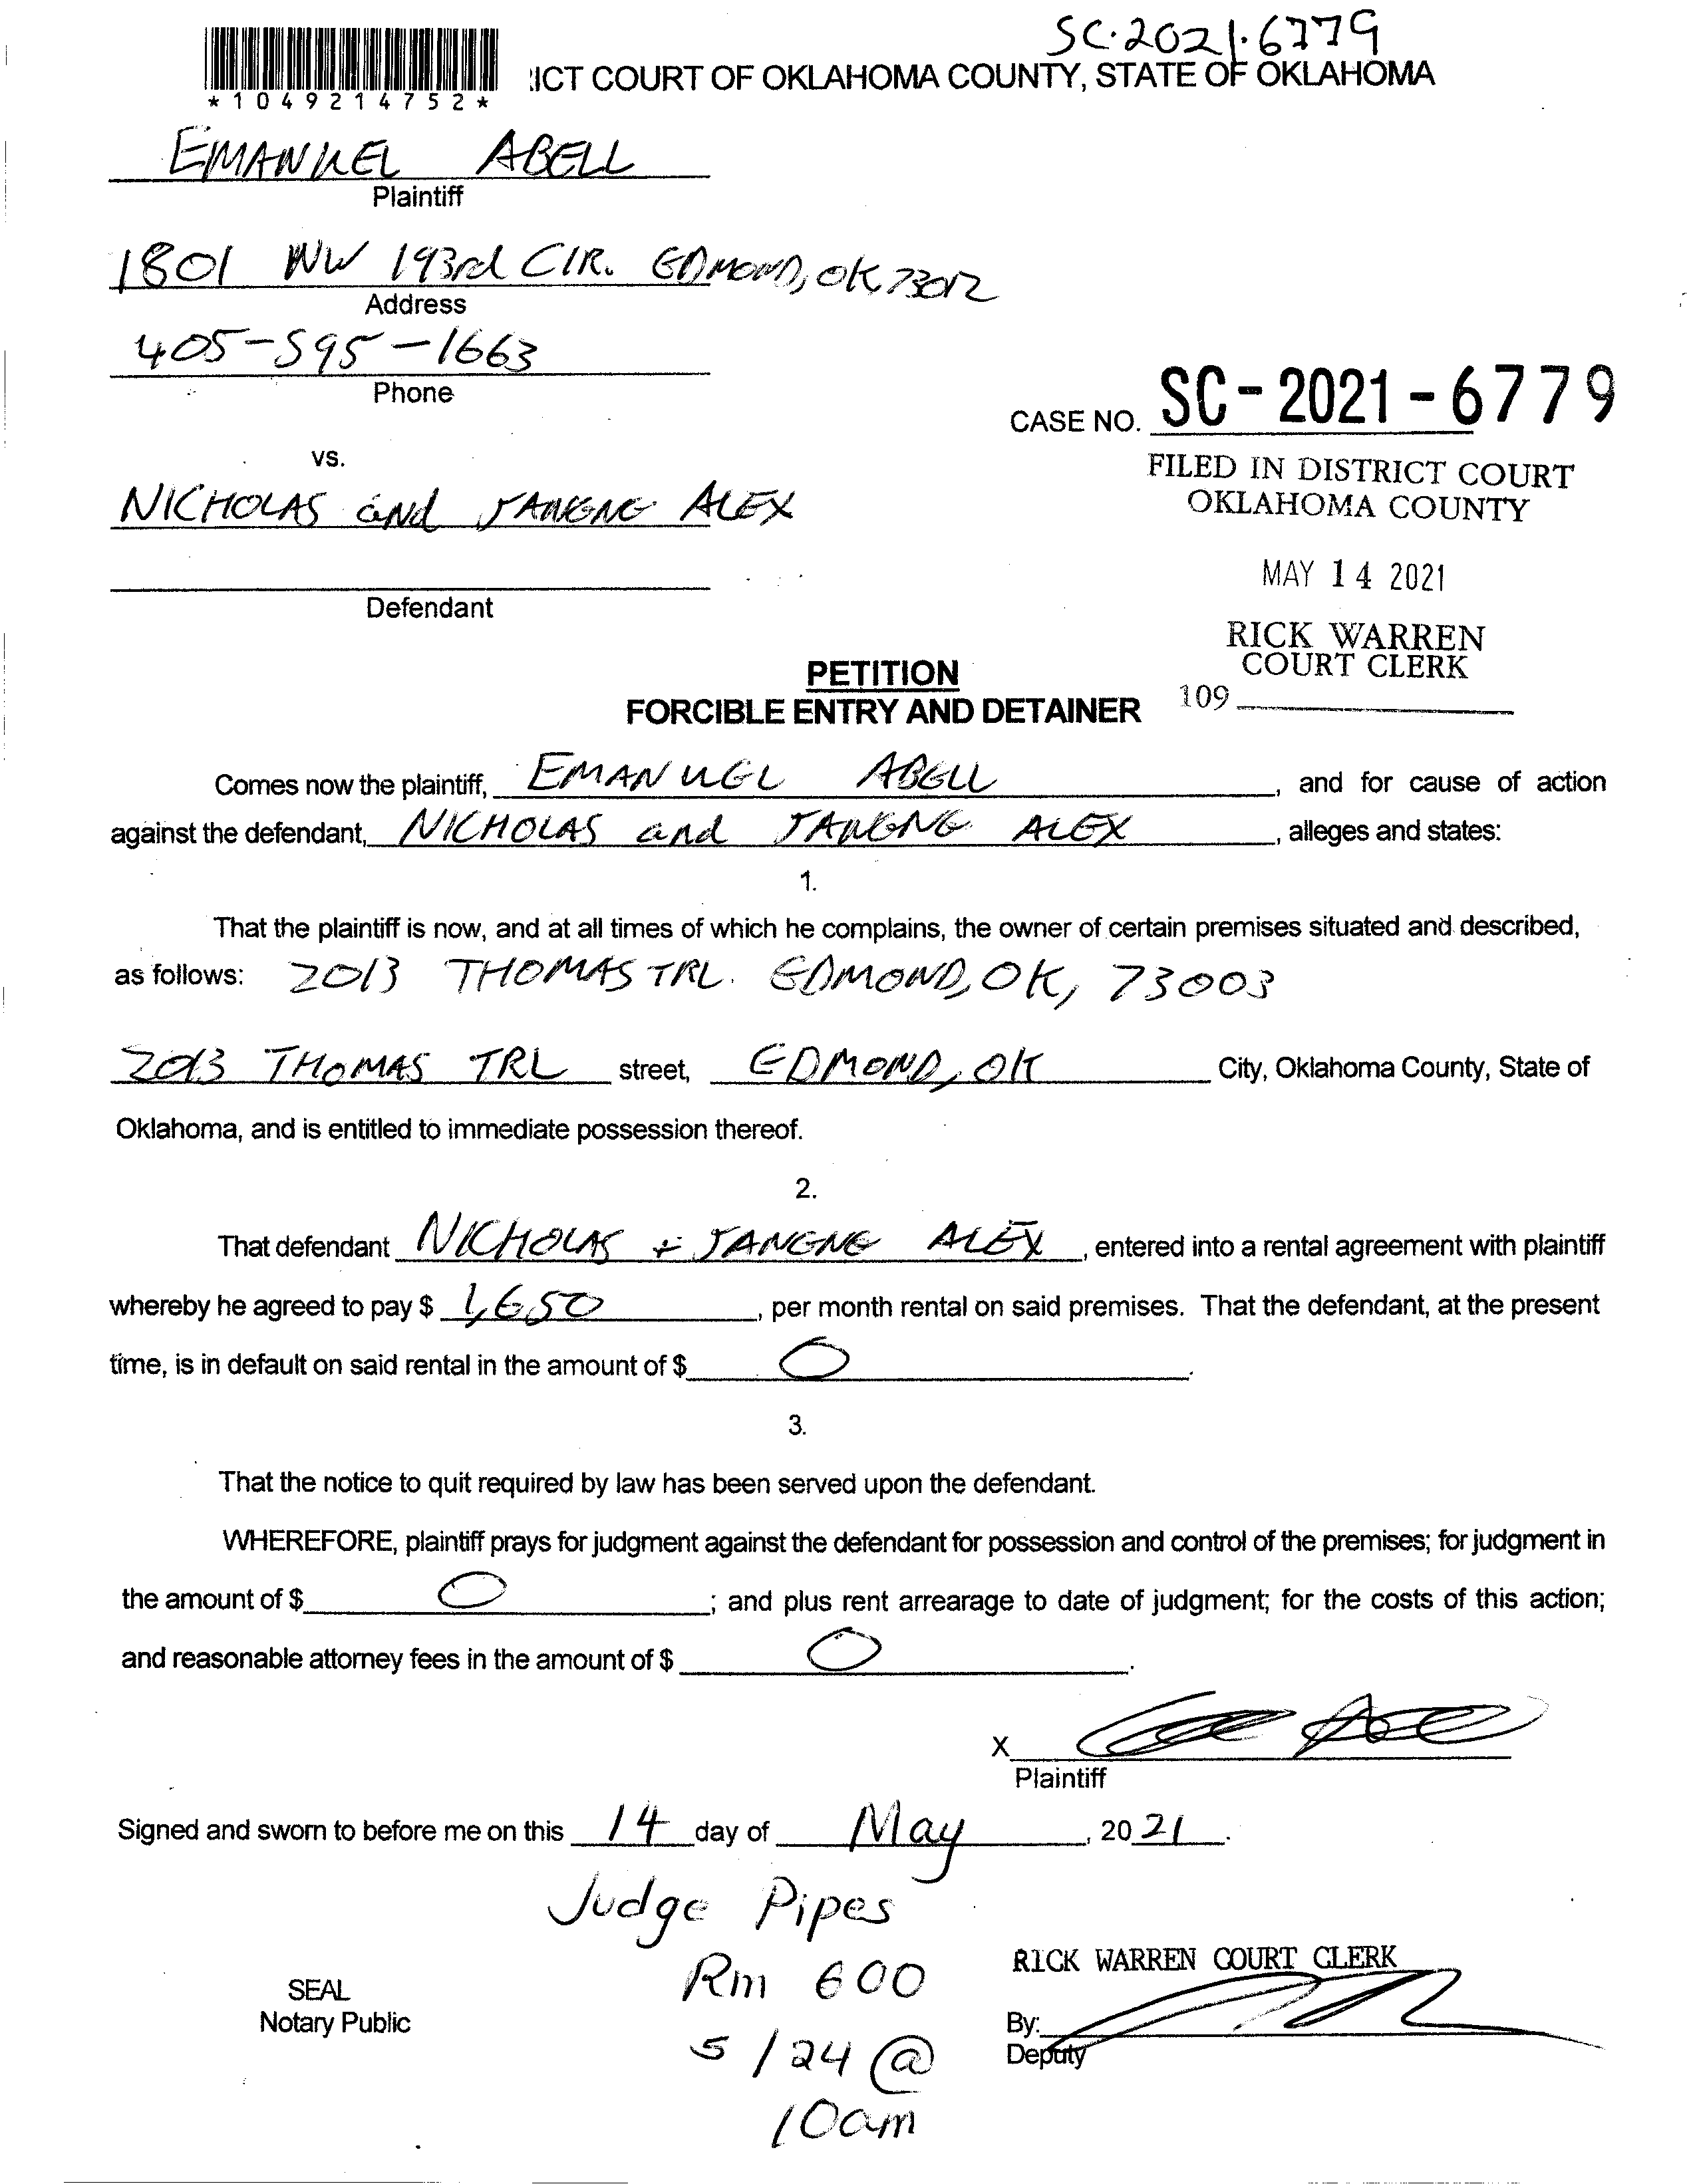 SC-2021-6779
ICT COURT OF OKLAHOMA COUNTY, STATE OF OKLAHOMA
*1049214752*
EMANUEL ABELL
Plaintiff
1801 NW 193rd CIR. EDMOND, OK 73012
Address
405-595-1663
Phone
CASE NO. SC-2021-6779
vs.
FILED IN DISTRICT COURT
OKLAHOMA COUNTY
NICHOLAS and JANENE ALEX
MAY 14 2021
Defendant
RICK WARREN
COURT CLERK
109
PETITION
FORCIBLE ENTRY AND DETAINER
Comes now the plaintiff, EMANUEL ABELL, and for cause of action
against the defendant, NICHOLAS and JANENE ALEX, alleges and states:
1.
That the plaintiff is now, and at all times of which he complains, the owner of certain premises situated and described,
as follows: 2013 THOMAS TRL. EDMOND, OK, 73003
2013 THOMAS TRL street, EDMOND, OK City, Oklahoma County, State of
Oklahoma, and is entitled to immediate possession thereof.
2.
That defendant NICHOLAS + JANENE ALEX, entered into a rental agreement with plaintiff
whereby he agreed to pay $ 1,650, per month rental on said premises. That the defendant, at the present
time, is in default on said rental in the amount of $ 0.
3.
That the notice to quit required by law has been served upon the defendant.
WHEREFORE, plaintiff prays for judgment against the defendant for possession and control of the premises; for judgment in
the amount of $ 0; and plus rent arrearage to date of judgment; for the costs of this action;
and reasonable attorney fees in the amount of $ 0.
X
Plaintiff
Signed and sworn to before me on this 14 day of May, 2021.
Judge Pipes
Rm 600
5/24 @
10am
RICK WARREN COURT CLERK
SEAL
Notary Public
By:
Deputy